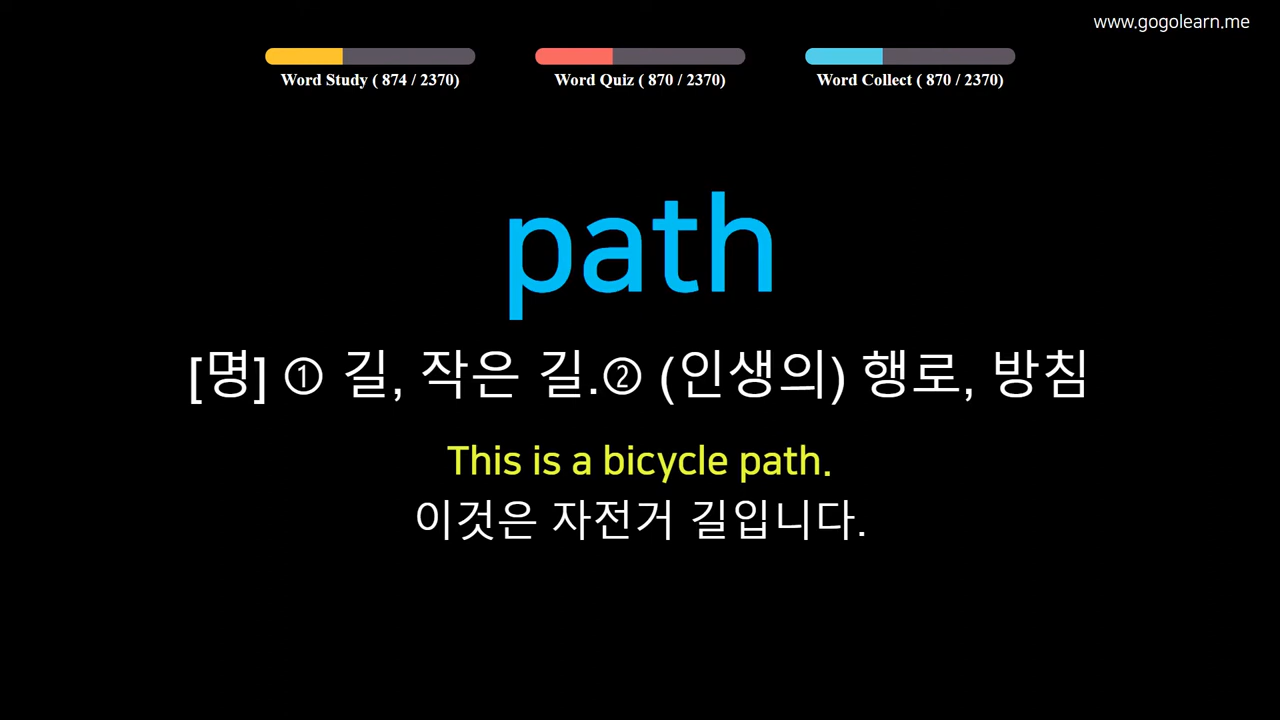 www.gogolearn.me
Word Study ( 874 / 2370)
Word Quiz ( 870 / 2370)
Word Collect ( 870 / 2370)
path
[명] ① 길, 작은 길.② (인생의) 행로, 방침
This is a bicycle path.
이것은 자전거 길입니다.